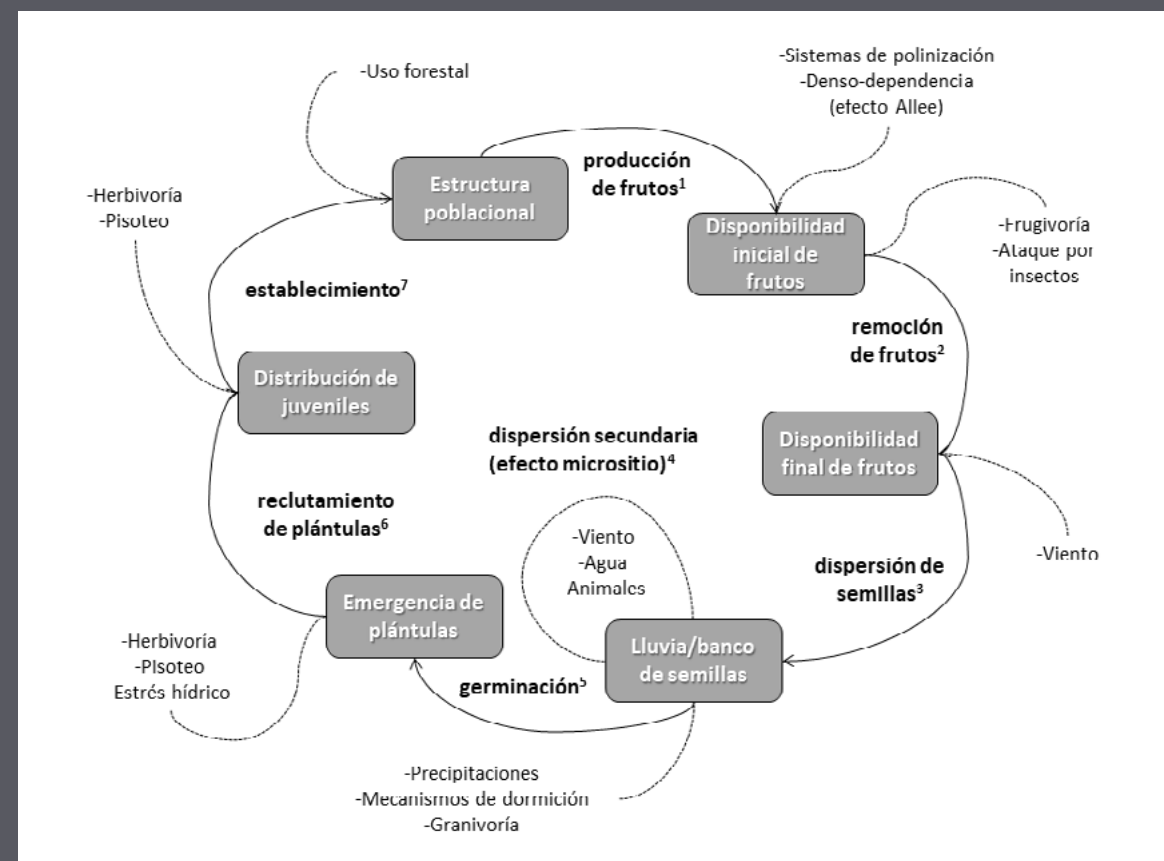 -Uso forestal
-Sistemas de polinización
-Denso-dependencia
(efecto Allee)
producción
de frutos¹
Estructura
poblacional
-Herbivoría
-Pisoteo
Disponibilidad
inicial de
frutos
-Frugivoría
-Ataque por
insectos
establecimiento⁷
remoción
de frutos²
Distribución de
juveniles
dispersión secundaria
(efecto micrositio)⁴
Disponibilidad
final de frutos
reclutamiento
de plántulas⁶
-Viento
-Agua
Animales
-Viento
dispersión de
semillas³
Emergencia de
plántulas
Lluvia/banco
de semillas
-Herbivoría
-PIsoteo
Estrés hídrico
germinación⁵
-Precipitaciones
-Mecanismos de dormición
-Granivoría